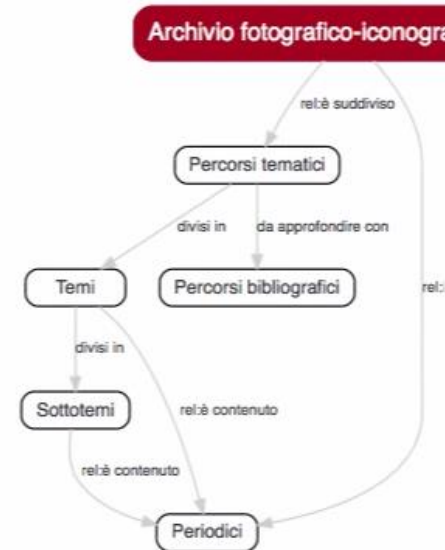 Archivio fotografico-iconogra
rel:è suddiviso
Percorsi tematici
divisi in
da approfondire con
Temi
Percorsi bibliografici
rel:
divisi in
Sottotemi
rel:è contenuto
rel:è contenuto
Periodici